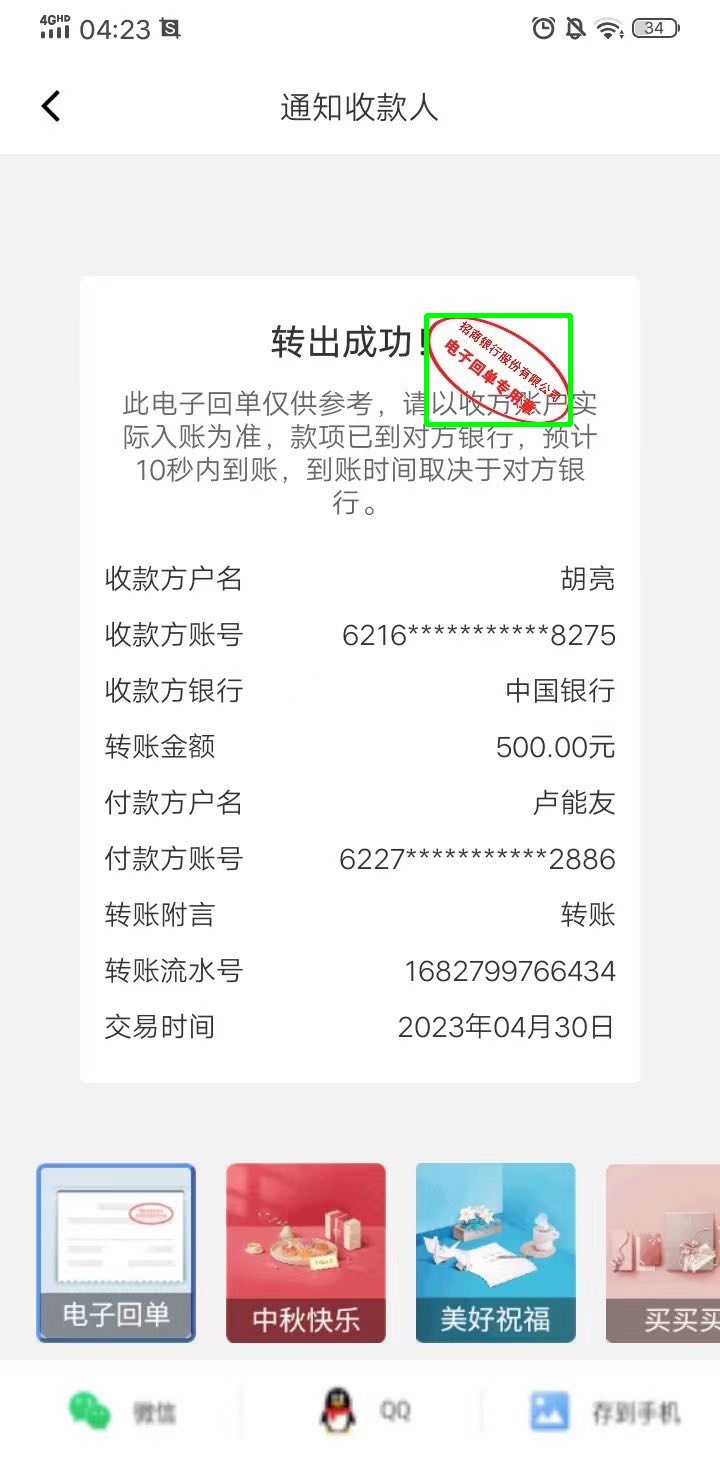 4GHD 04:23 34
通知收款人
转出成功!
招商银行股份有限公司
电子回单专用章
此电子回单仅供参考，请以收方账户实
际入账为准，款项已到对方银行，预计
10秒内到账，到账时间取决于对方银
行。
收款方户名 胡亮
收款方账号 6216***********8275
收款方银行 中国银行
转账金额 500.00元
付款方户名 卢能友
付款方账号 6227***********2886
转账附言 转账
转账流水号 1682799766434
交易时间 2023年04月30日
电子回单 中秋快乐 美好祝福 买买买
微信 QQ 存到手机